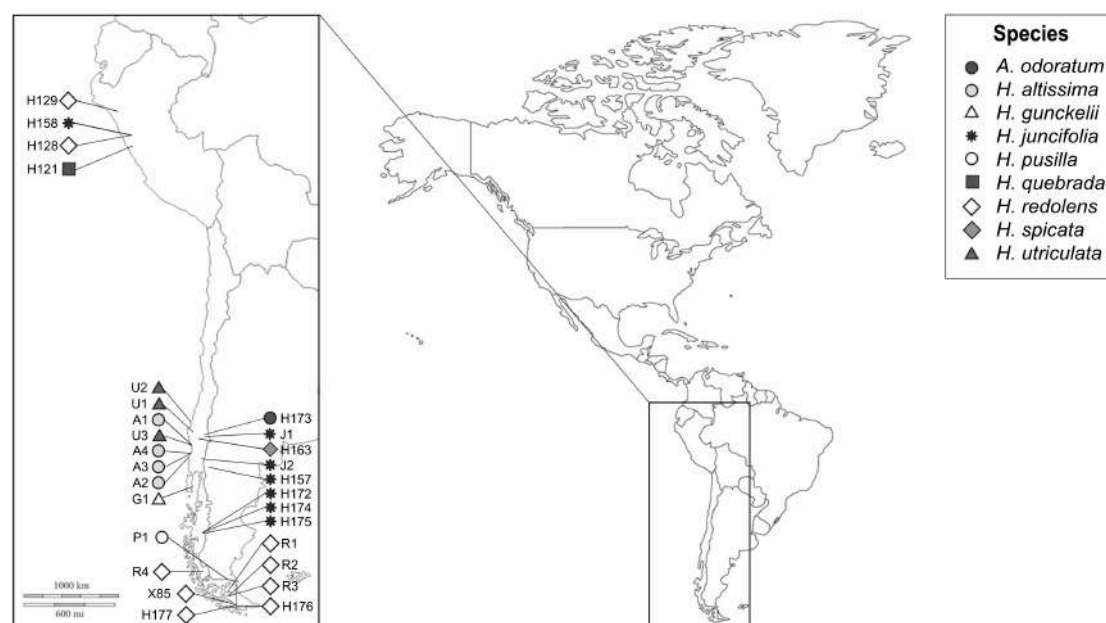 H129
H158
H128
H121
U2
U1
A1
U3
A4
A3
A2
G1
P1
R4
X85
H177
H173
J1
H163
J2
H157
H172
H174
H175
R1
R2
R3
H176
1000 km
600 mi
Species
A. odoratum
H. altissima
H. gunckelii
H. juncifolia
H. pusilla
H. quebrada
H. redolens
H. spicata
H. utriculata